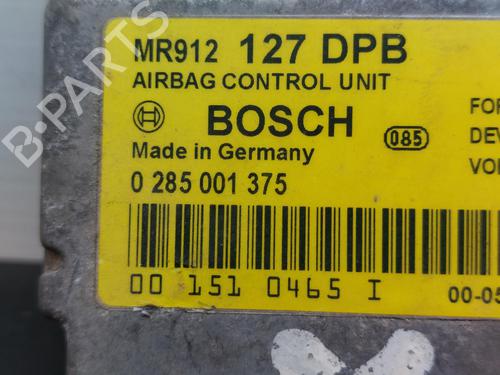 MR912 127 DPB
AIRBAG CONTROL UNIT
BOSCH
085
Made in Germany
0 285 001 375
00 151 0465 I
00-05
FOR
DEV
VOR
B-PARTS